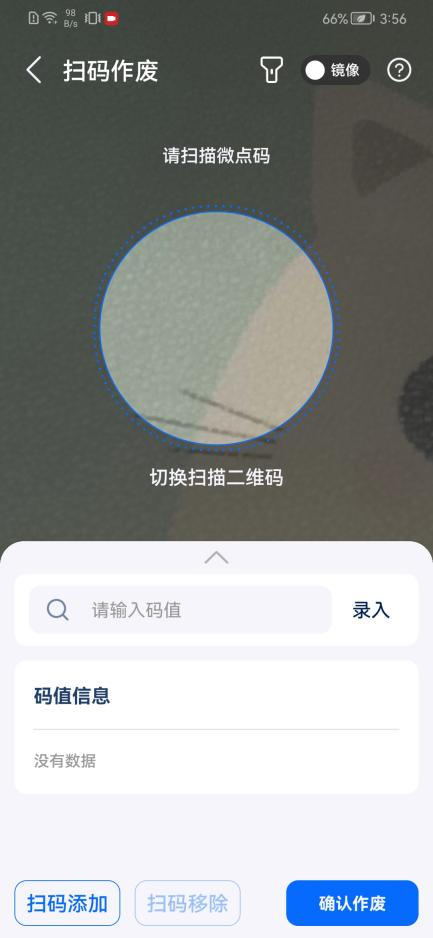 98
B/s
66%
3:56
扫码作废
镜像
请扫描微点码
切换扫描二维码
请输入码值
录入
码值信息
没有数据
扫码添加
扫码移除
确认作废